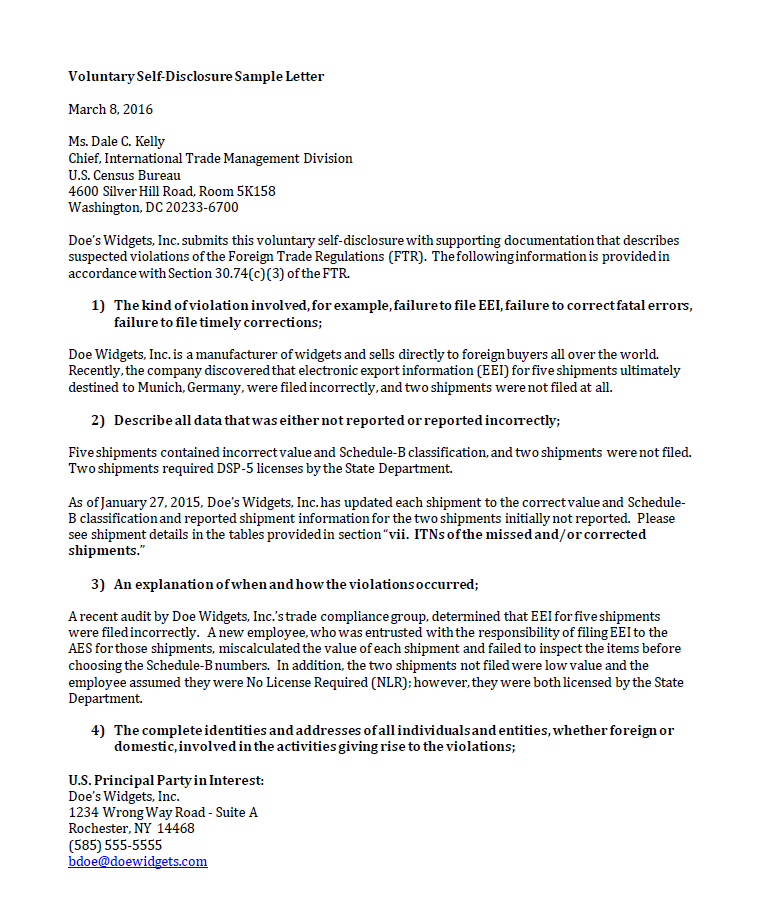 Voluntary Self-Disclosure Sample Letter
March 8, 2016
Ms. Dale C. Kelly
Chief, International Trade Management Division
U.S. Census Bureau
4600 Silver Hill Road, Room 5K158
Washington, DC 20233-6700
Doe's Widgets, Inc. submits this voluntary self-disclosure with supporting documentation that describes
suspected violations of the Foreign Trade Regulations (FTR). The following information is provided in
accordance with Section 30.74(c)(3) of the FTR.
1) The kind of violation involved, for example, failure to file EEI, failure to correct fatal errors,
failure to file timely corrections;
Doe Widgets, Inc. is a manufacturer of widgets and sells directly to foreign buyers all over the world.
Recently, the company discovered that electronic export information (EEI) for five shipments ultimately
destined to Munich, Germany, were filed incorrectly, and two shipments were not filed at all.
2) Describe all data that was either not reported or reported incorrectly;
Five shipments contained incorrect value and Schedule-B classification, and two shipments were not filed.
Two shipments required DSP-5 licenses by the State Department.
As of January 27, 2015, Doe's Widgets, Inc. has updated each shipment to the correct value and Schedule-
B classification and reported shipment information for the two shipments initially not reported. Please
see shipment details in the tables provided in section "vii. ITNs of the missed and/or corrected
shipments."
3) An explanation of when and how the violations occurred;
A recent audit by Doe Widgets, Inc.'s trade compliance group, determined that EEI for five shipments
were filed incorrectly. A new employee, who was entrusted with the responsibility of filing EEI to the
AES for those shipments, miscalculated the value of each shipment and failed to inspect the items before
choosing the Schedule-B numbers. In addition, the two shipments not filed were low value and the
employee assumed they were No License Required (NLR); however, they were both licensed by the State
Department.
4) The complete identities and addresses of all individuals and entities, whether foreign or
domestic, involved in the activities giving rise to the violations;
U.S. Principal Party in Interest:
Doe's Widgets, Inc.
1234 Wrong Way Road - Suite A
Rochester, NY 14468
(585) 555-5555
bdoe@doewidgets.com